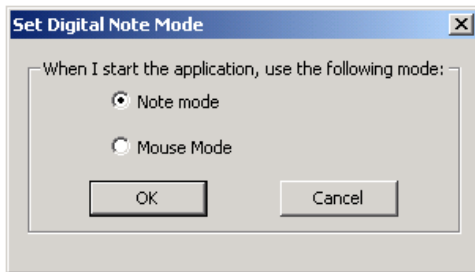 Set Digital Note Mode
When I start the application, use the following mode:
Note mode
Mouse Mode
OK Cancel